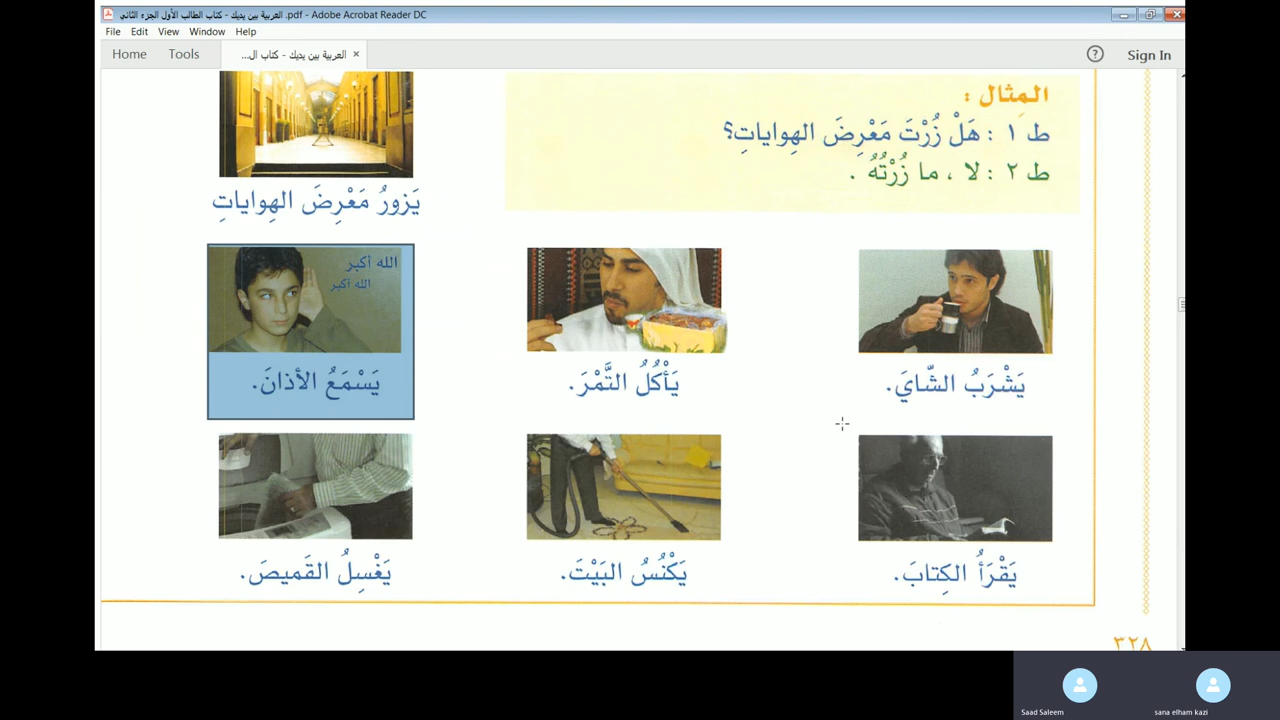 العربية بين يديك - كتاب الطالب الأول الجزء الثاني .pdf - Adobe Acrobat Reader DC
File Edit View Window Help
Home Tools العربية بين يديك - كتاب ال... × Sign In
المِثال :
ط ١ : هَلْ زُرْتَ مَعْرِضَ الهِواياتِ؟
ط ٢ : لا ، ما زُرْتُهُ .
يَزورُ مَعْرِضَ الهِواياتِ
الله أكبر
الله أكبر
يَشْرَبُ الشّايَ.
يَأْكُلُ التَّمْرَ.
يَسْمَعُ الأذانَ.
يَقْرَأُ الكِتابَ.
يَكْنُسُ البَيْتَ.
يَغْسِلُ القَميصَ.
٣٢٨
Saad Saleem
sana elham kazi